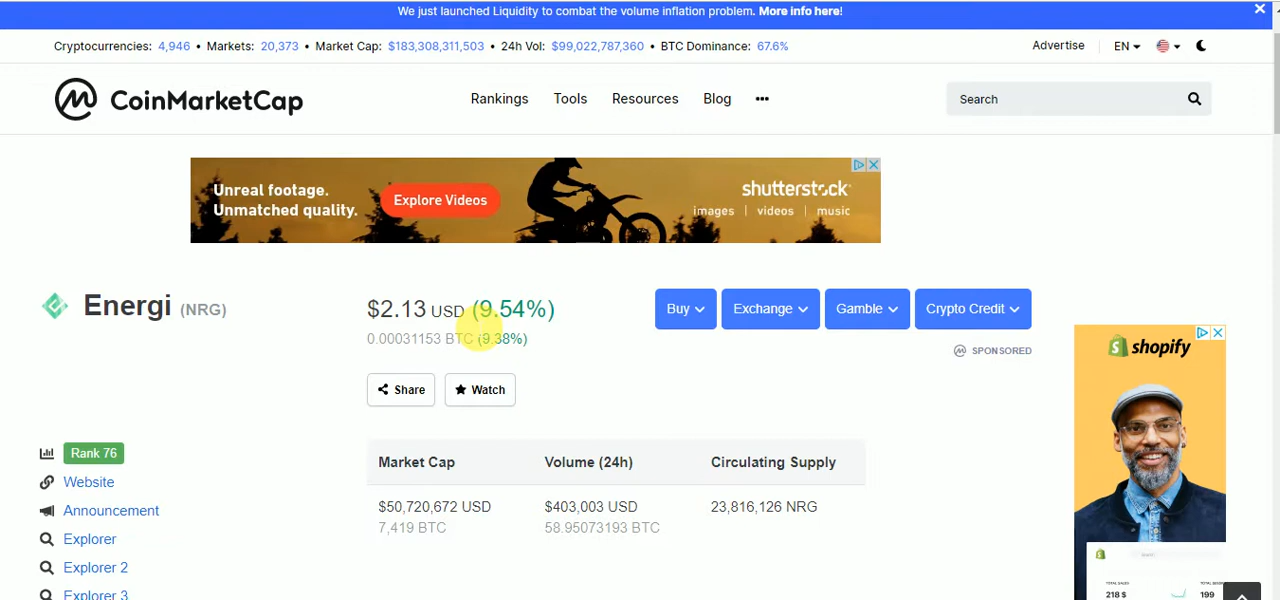 We just launched Liquidity to combat the volume inflation problem. More info here!
Cryptocurrencies: 4,946 • Markets: 20,373 • Market Cap: $183,308,311,503 • 24h Vol: $99,022,787,360 • BTC Dominance: 67.6%
Advertise EN
CoinMarketCap
Rankings Tools Resources Blog •••
Search
Unreal footage.
Unmatched quality.
Explore Videos
shutterstock
images | videos | music
Energi (NRG)
$2.13 USD (9.54%)
0.00031153 BTC (9.38%)
Share Watch
Buy Exchange Gamble Crypto Credit
SPONSORED
shopify
Rank 76
Website
Announcement
Explorer
Explorer 2
Explorer 3
Market Cap Volume (24h) Circulating Supply
$50,720,672 USD $403,003 USD 23,816,126 NRG
7,419 BTC 58.95073193 BTC
TOTAL SALES
218 $ 199